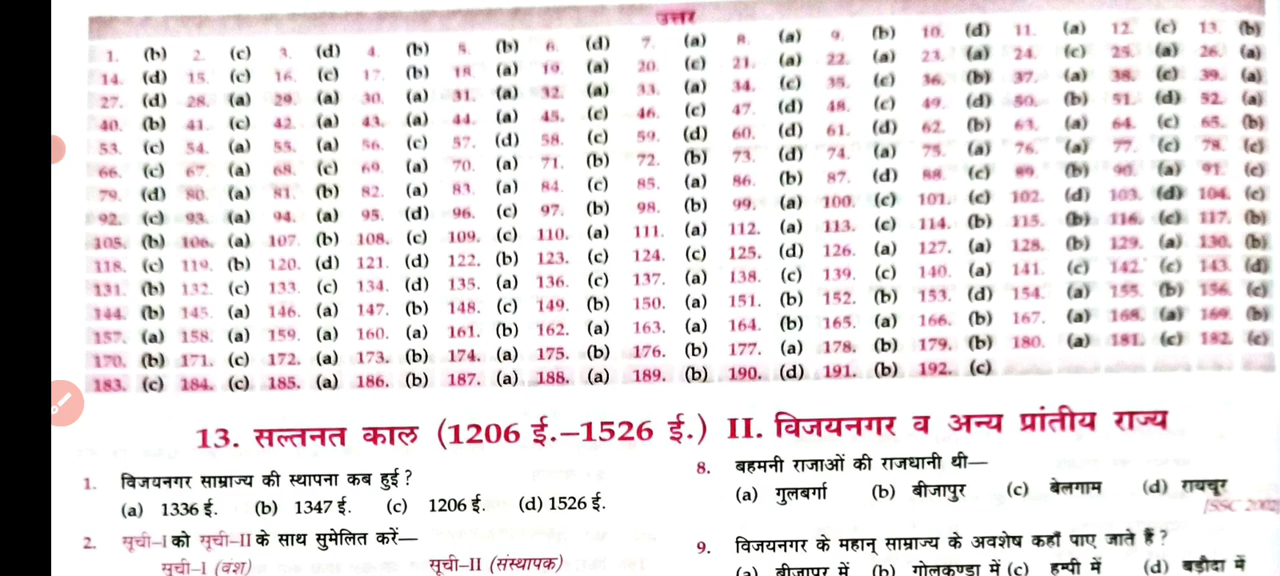 उत्तर
1. (b) 2. (c) 3. (d) 4. (b) 5. (b) 6. (d) 7. (a) 8. (a) 9. (b) 10. (d) 11. (a) 12. (c) 13. (b)
14. (d) 15. (c) 16. (c) 17. (b) 18. (a) 19. (a) 20. (c) 21. (a) 22. (a) 23. (a) 24. (c) 25. (a) 26. (a)
27. (d) 28. (a) 29. (a) 30. (a) 31. (a) 32. (a) 33. (a) 34. (c) 35. (c) 36. (b) 37. (a) 38. (c) 39. (a)
40. (b) 41. (c) 42. (a) 43. (a) 44. (a) 45. (c) 46. (c) 47. (d) 48. (c) 49. (d) 50. (b) 51. (d) 52. (a)
53. (c) 54. (a) 55. (a) 56. (c) 57. (d) 58. (c) 59. (d) 60. (d) 61. (d) 62. (b) 63. (a) 64. (c) 65. (b)
66. (c) 67. (a) 68. (c) 69. (a) 70. (a) 71. (b) 72. (b) 73. (d) 74. (a) 75. (a) 76. (a) 77. (c) 78. (c)
79. (d) 80. (a) 81. (b) 82. (a) 83. (a) 84. (c) 85. (a) 86. (b) 87. (d) 88. (c) 89. (b) 90. (a) 91. (c)
92. (c) 93. (a) 94. (a) 95. (d) 96. (c) 97. (b) 98. (b) 99. (a) 100. (c) 101. (c) 102. (d) 103. (d) 104. (c)
105. (b) 106. (a) 107. (b) 108. (c) 109. (c) 110. (a) 111. (a) 112. (a) 113. (c) 114. (b) 115. (b) 116. (c) 117. (b)
118. (c) 119. (b) 120. (d) 121. (d) 122. (b) 123. (c) 124. (c) 125. (d) 126. (a) 127. (a) 128. (b) 129. (a) 130. (b)
131. (b) 132. (c) 133. (c) 134. (d) 135. (a) 136. (c) 137. (a) 138. (c) 139. (c) 140. (a) 141. (c) 142. (c) 143. (d)
144. (b) 145. (a) 146. (a) 147. (b) 148. (c) 149. (b) 150. (a) 151. (b) 152. (b) 153. (d) 154. (a) 155. (b) 156. (c)
157. (a) 158. (a) 159. (a) 160. (a) 161. (b) 162. (a) 163. (a) 164. (b) 165. (a) 166. (b) 167. (a) 168. (a) 169. (b)
170. (b) 171. (c) 172. (a) 173. (b) 174. (a) 175. (b) 176. (b) 177. (a) 178. (b) 179. (b) 180. (a) 181. (c) 182. (c)
183. (c) 184. (c) 185. (a) 186. (b) 187. (a) 188. (a) 189. (b) 190. (d) 191. (b) 192. (c)
13. सल्तनत काल (1206 ई.–1526 ई.) II. विजयनगर व अन्य प्रांतीय राज्य
1. विजयनगर साम्राज्य की स्थापना कब हुई ?
(a) 1336 ई. (b) 1347 ई. (c) 1206 ई. (d) 1526 ई.
2. सूची–I को सूची–II के साथ सुमेलित करें—
सूची–I (वंश) सूची–II (संस्थापक)
8. बहमनी राजाओं की राजधानी थी—
(a) गुलबर्गा (b) बीजापुर (c) बेलगाम (d) रायचूर
[SSC 2002]
9. विजयनगर के महान् साम्राज्य के अवशेष कहाँ पाए जाते हैं ?
(a) बीजापुर में (b) गोलकुण्डा में (c) हम्पी में (d) बड़ौदा में